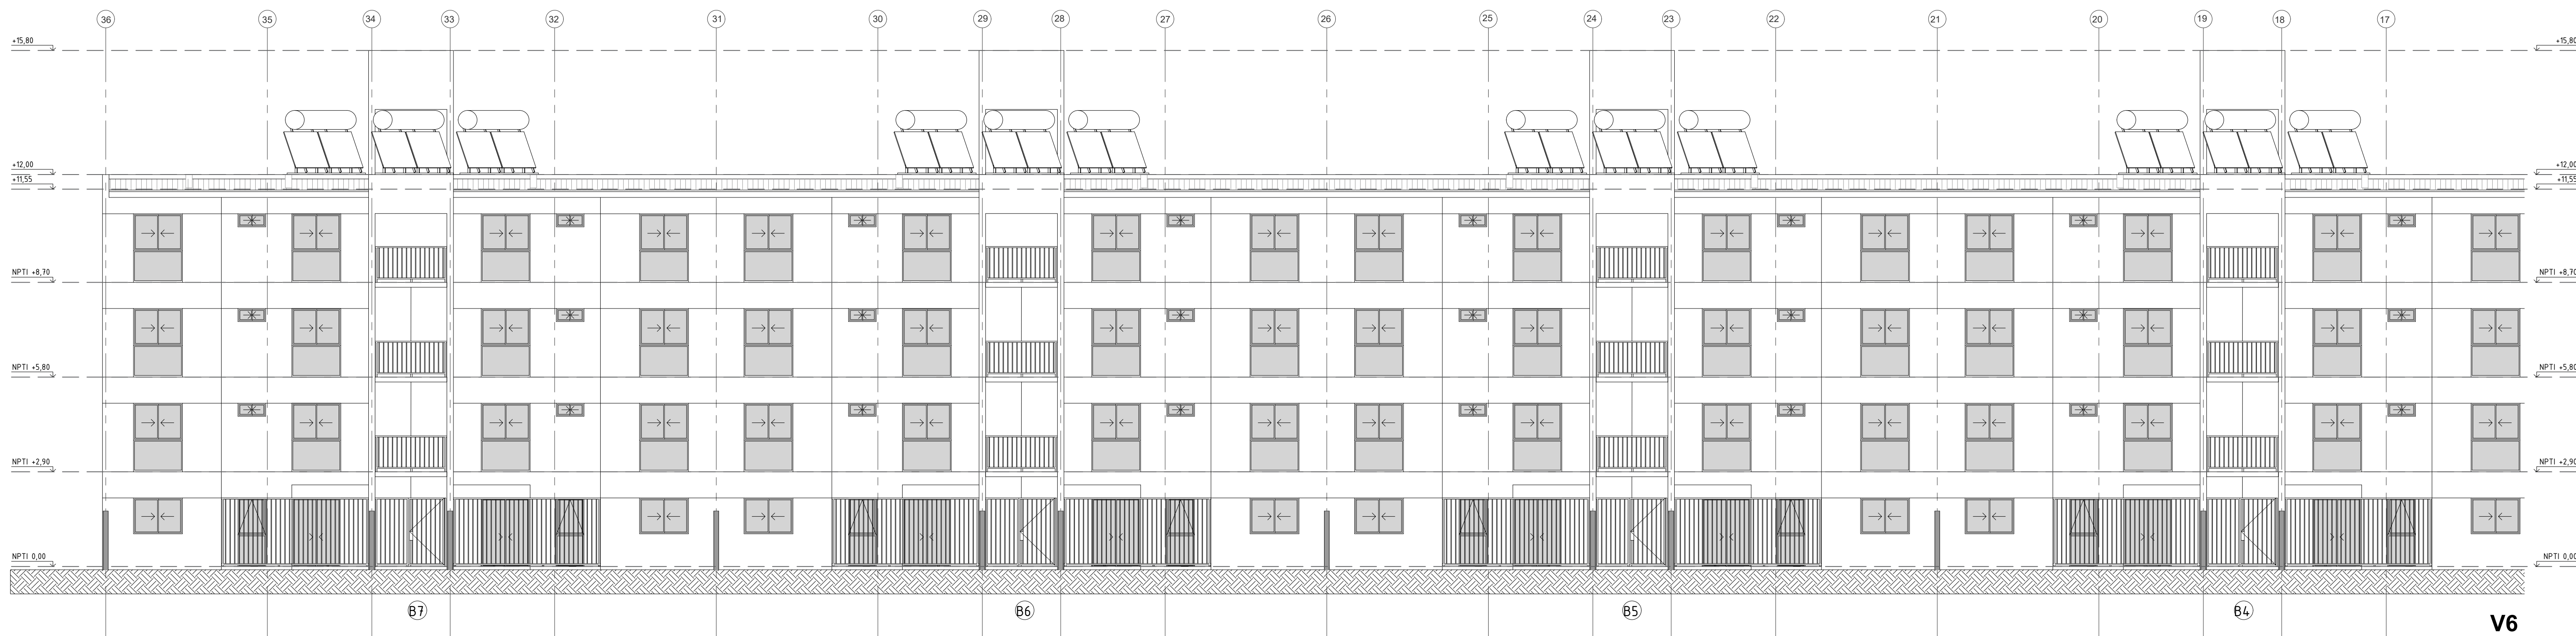 36 35 34 33 32 31 30 29 28 27 26 25 24 23 22 21 20 19 18 17
+15,80 +15,80
+12,00 +12,00
+11,55 +11,55
NPTI +8,70 NPTI +8,70
NPTI +5,80 NPTI +5,80
NPTI +2,90 NPTI +2,90
NPTI 0,00 NPTI 0,00
B7 B6 B5 B4
V6